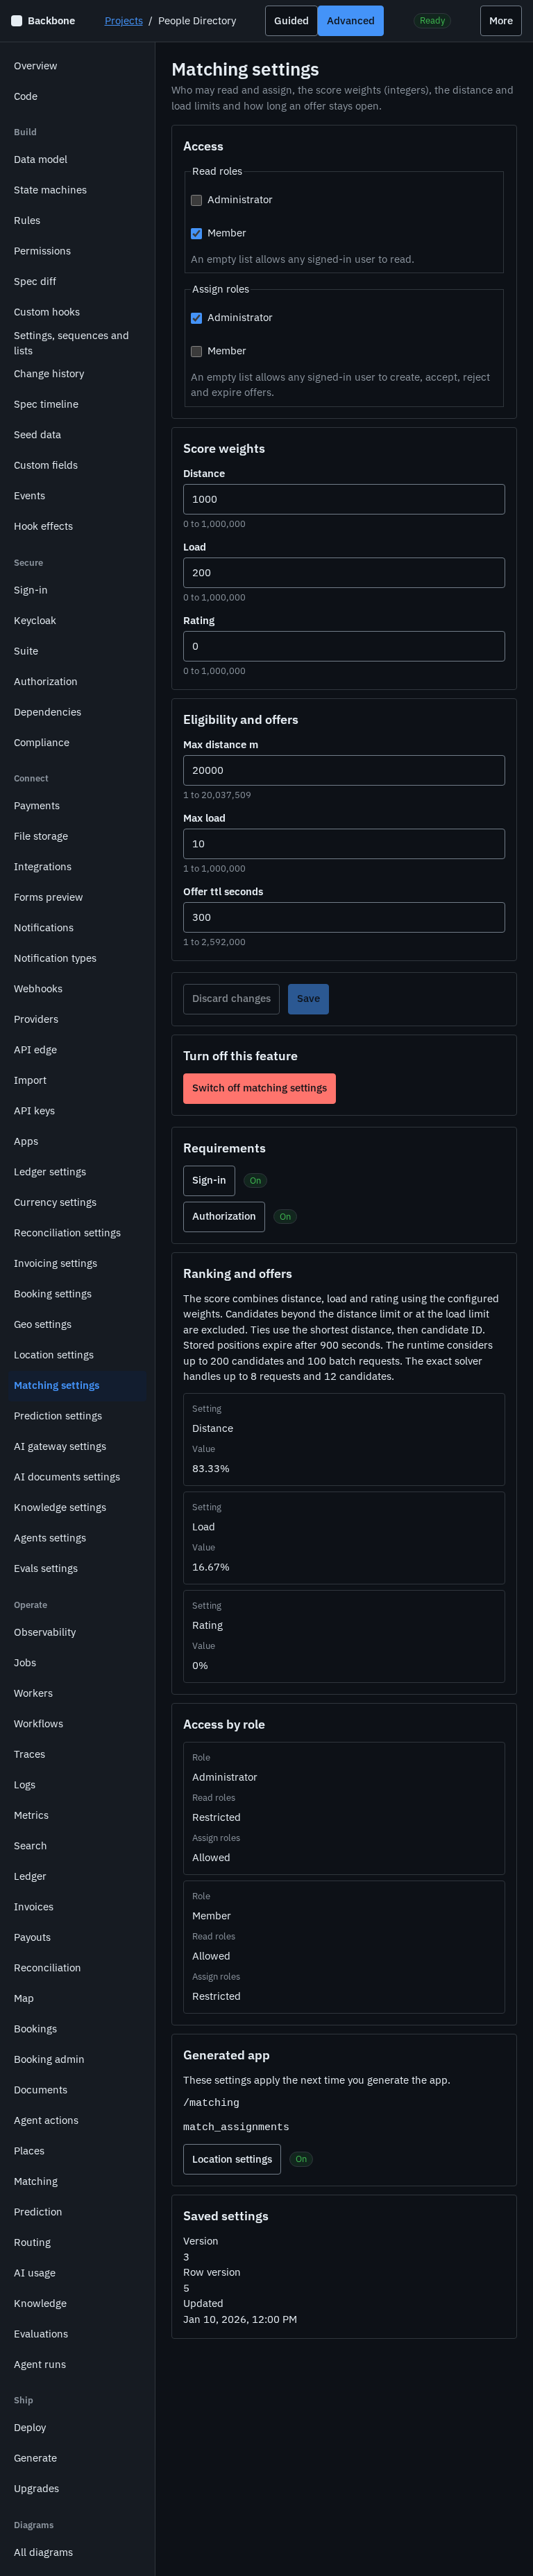 Backbone
Projects / People Directory
Guided
Advanced
Ready
More
Overview
Code
Build
Data model
State machines
Rules
Permissions
Spec diff
Custom hooks
Settings, sequences and
lists
Change history
Spec timeline
Seed data
Custom fields
Events
Hook effects
Secure
Sign-in
Keycloak
Suite
Authorization
Dependencies
Compliance
Connect
Payments
File storage
Integrations
Forms preview
Notifications
Notification types
Webhooks
Providers
API edge
Import
API keys
Apps
Ledger settings
Currency settings
Reconciliation settings
Invoicing settings
Booking settings
Geo settings
Location settings
Matching settings
Prediction settings
AI gateway settings
AI documents settings
Knowledge settings
Agents settings
Evals settings
Operate
Observability
Jobs
Workers
Workflows
Traces
Logs
Metrics
Search
Ledger
Invoices
Payouts
Reconciliation
Map
Bookings
Booking admin
Documents
Agent actions
Places
Matching
Prediction
Routing
AI usage
Knowledge
Evaluations
Agent runs
Ship
Deploy
Generate
Upgrades
Diagrams
All diagrams
Matching settings
Who may read and assign, the score weights (integers), the distance and
load limits and how long an offer stays open.
Access
Read roles
Administrator
Member
An empty list allows any signed-in user to read.
Assign roles
Administrator
Member
An empty list allows any signed-in user to create, accept, reject
and expire offers.
Score weights
Distance
1000
0 to 1,000,000
Load
200
0 to 1,000,000
Rating
0
0 to 1,000,000
Eligibility and offers
Max distance m
20000
1 to 20,037,509
Max load
10
1 to 1,000,000
Offer ttl seconds
300
1 to 2,592,000
Discard changes
Save
Turn off this feature
Switch off matching settings
Requirements
Sign-in
On
Authorization
On
Ranking and offers
The score combines distance, load and rating using the configured
weights. Candidates beyond the distance limit or at the load limit
are excluded. Ties use the shortest distance, then candidate ID.
Stored positions expire after 900 seconds. The runtime considers
up to 200 candidates and 100 batch requests. The exact solver
handles up to 8 requests and 12 candidates.
Setting
Distance
Value
83.33%
Setting
Load
Value
16.67%
Setting
Rating
Value
0%
Access by role
Role
Administrator
Read roles
Restricted
Assign roles
Allowed
Role
Member
Read roles
Allowed
Assign roles
Restricted
Generated app
These settings apply the next time you generate the app.
/matching
match_assignments
Location settings
On
Saved settings
Version
3
Row version
5
Updated
Jan 10, 2026, 12:00 PM